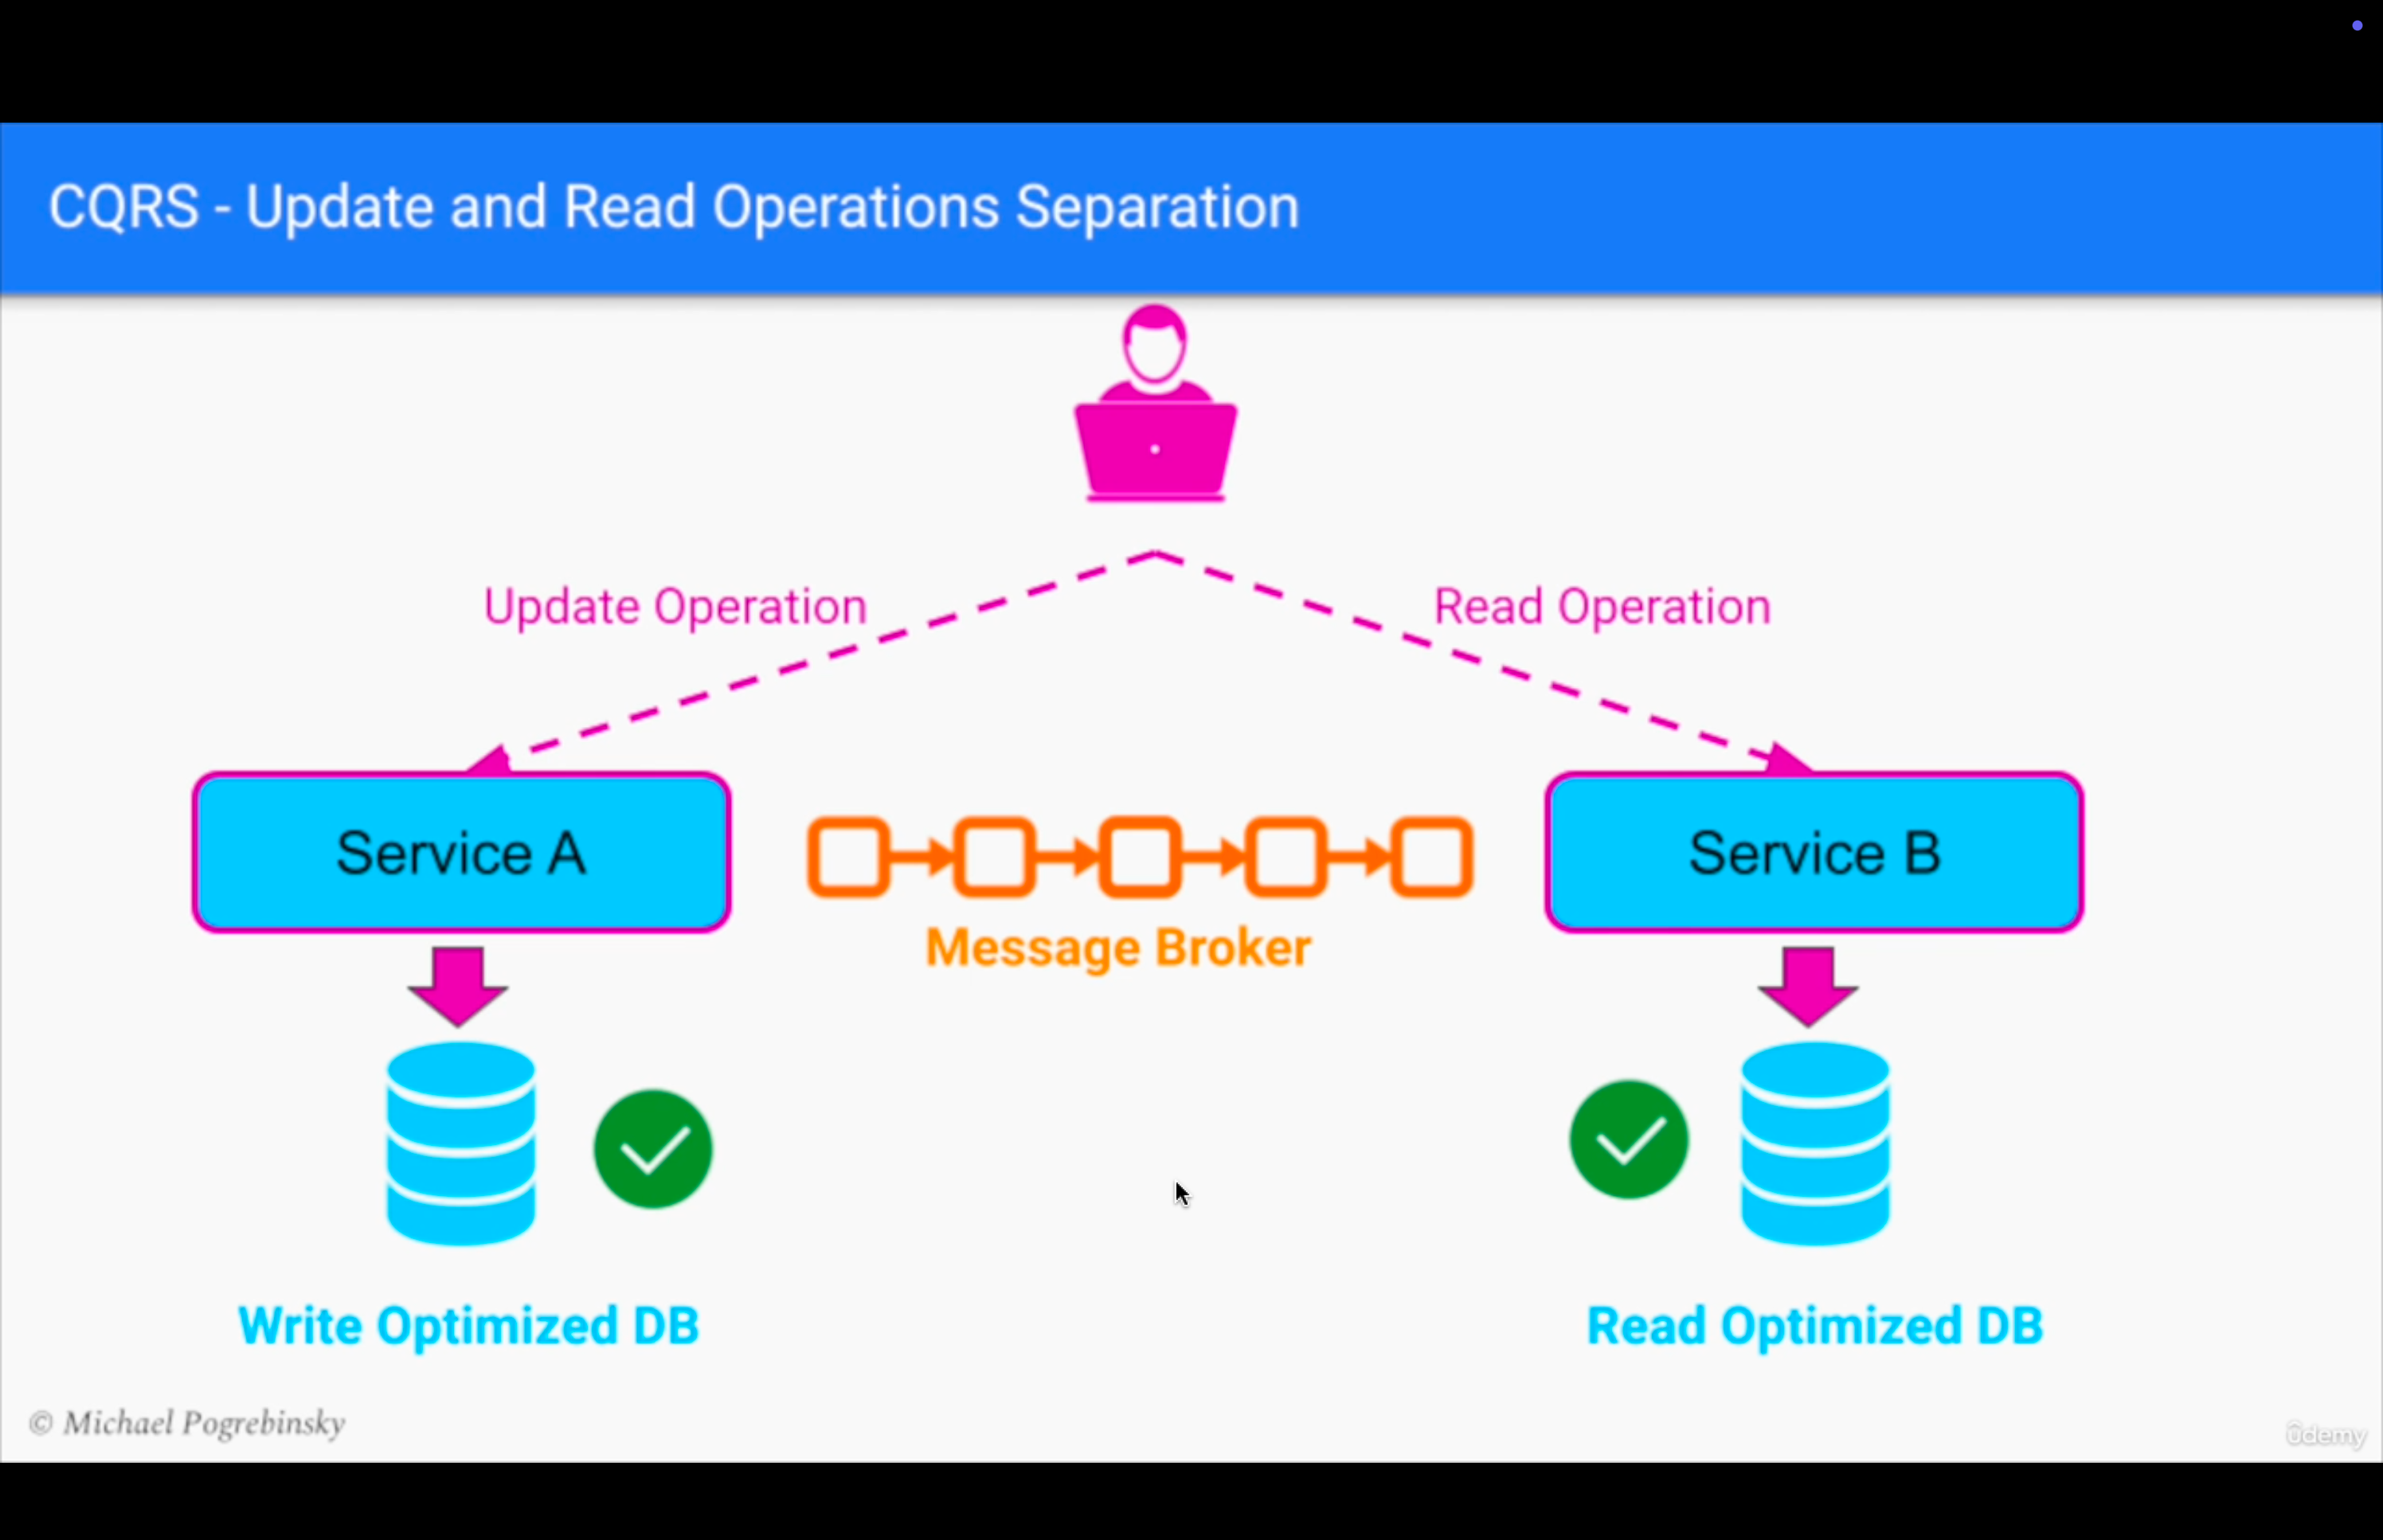 CQRS - Update and Read Operations Separation
Update Operation
Read Operation
Service A
Service B
Message Broker
Write Optimized DB
Read Optimized DB
© Michael Pogrebinsky
ûdemy